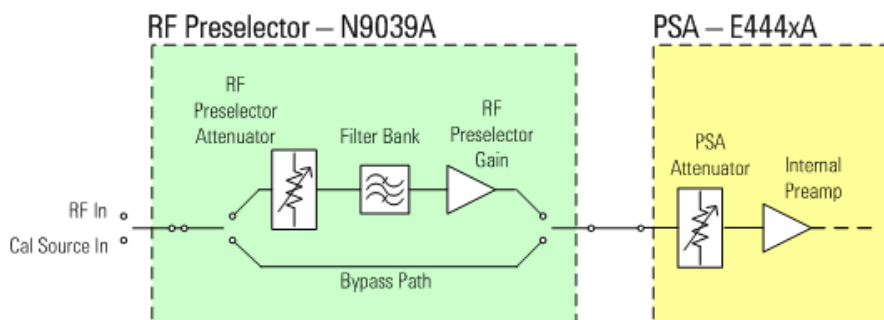 RF Preselector – N9039A
PSA – E444xA
RF
Preselector
Attenuator
Filter Bank
RF
Preselector
Gain
PSA
Attenuator
Internal
Preamp
RF In
Cal Source In
Bypass Path